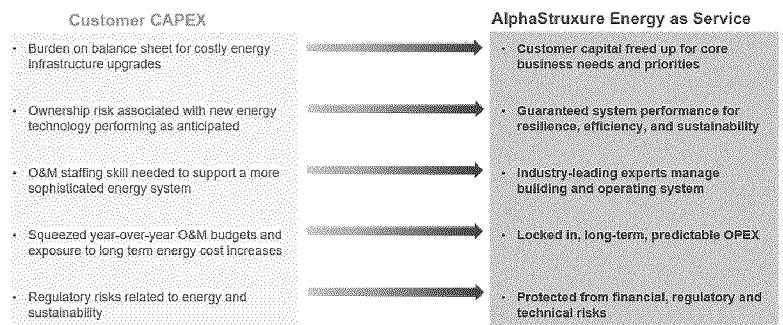 Customer CAPEX
• Burden on balance sheet for costly energy
infrastructure upgrades
• Ownership risk associated with new energy
technology performing as anticipated
• O&M staffing skill needed to support a more
sophisticated energy system
• Squeezed year-over-year O&M budgets and
exposure to long term energy cost increases
• Regulatory risks related to energy and
sustainability
AlphaStruxure Energy as Service
• Customer capital freed up for core
business needs and priorities
• Guaranteed system performance for
resilience, efficiency, and sustainability
• Industry-leading experts manage
building and operating system
• Locked in, long-term, predictable OPEX
• Protected from financial, regulatory and
technical risks